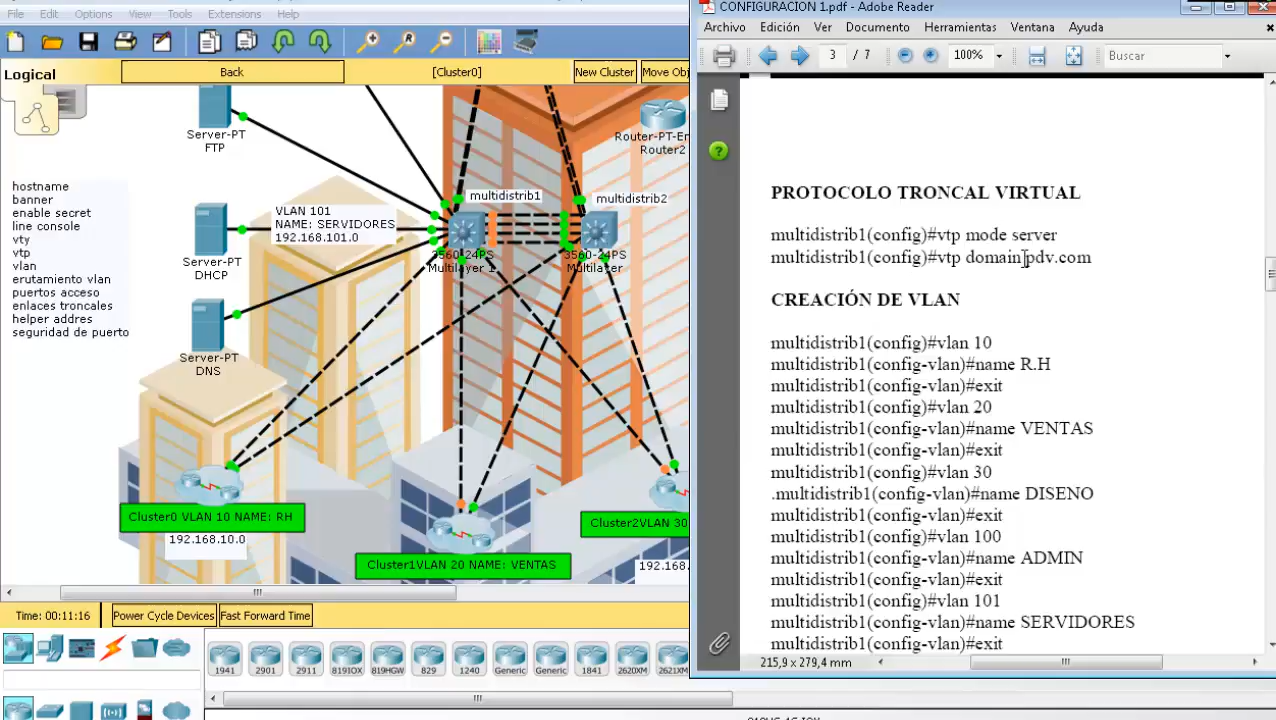 File Edit Options View Tools Extensions Help
Logical
Back
[Cluster0]
New Cluster
Move Obj
hostname
banner
enable secret
line console
vty
vtp
vlan
erutamiento vlan
puertos acceso
enlaces troncales
helper addres
seguridad de puerto
Server-PT
FTP
Server-PT
DHCP
Server-PT
DNS
VLAN 101
NAME: SERVIDORES
192.168.101.0
multidistrib1
multidistrib2
3560-24PS
Multilayer 1
3560-24PS
Multilayer
Router-PT-Em
Router2
Cluster0 VLAN 10 NAME: RH
192.168.10.0
Cluster1VLAN 20 NAME: VENTAS
Cluster2VLAN 30
192.168.
Time: 00:11:16
Power Cycle Devices
Fast Forward Time
1941
2901
2911
819IOX
819HGW
829
1240
Generic
Generic
1841
2620XM
2621XM
CONFIGURACION 1.pdf - Adobe Reader
Archivo Edición Ver Documento Herramientas Ventana Ayuda
3 / 7
100%
Buscar
PROTOCOLO TRONCAL VIRTUAL
multidistrib1(config)#vtp mode server
multidistrib1(config)#vtp domain pdv.com
CREACIÓN DE VLAN
multidistrib1(config)#vlan 10
multidistrib1(config-vlan)#name R.H
multidistrib1(config-vlan)#exit
multidistrib1(config)#vlan 20
multidistrib1(config-vlan)#name VENTAS
multidistrib1(config-vlan)#exit
multidistrib1(config)#vlan 30
.multidistrib1(config-vlan)#name DISENO
multidistrib1(config-vlan)#exit
multidistrib1(config)#vlan 100
multidistrib1(config-vlan)#name ADMIN
multidistrib1(config-vlan)#exit
multidistrib1(config)#vlan 101
multidistrib1(config-vlan)#name SERVIDORES
multidistrib1(config-vlan)#exit
215,9 x 279,4 mm